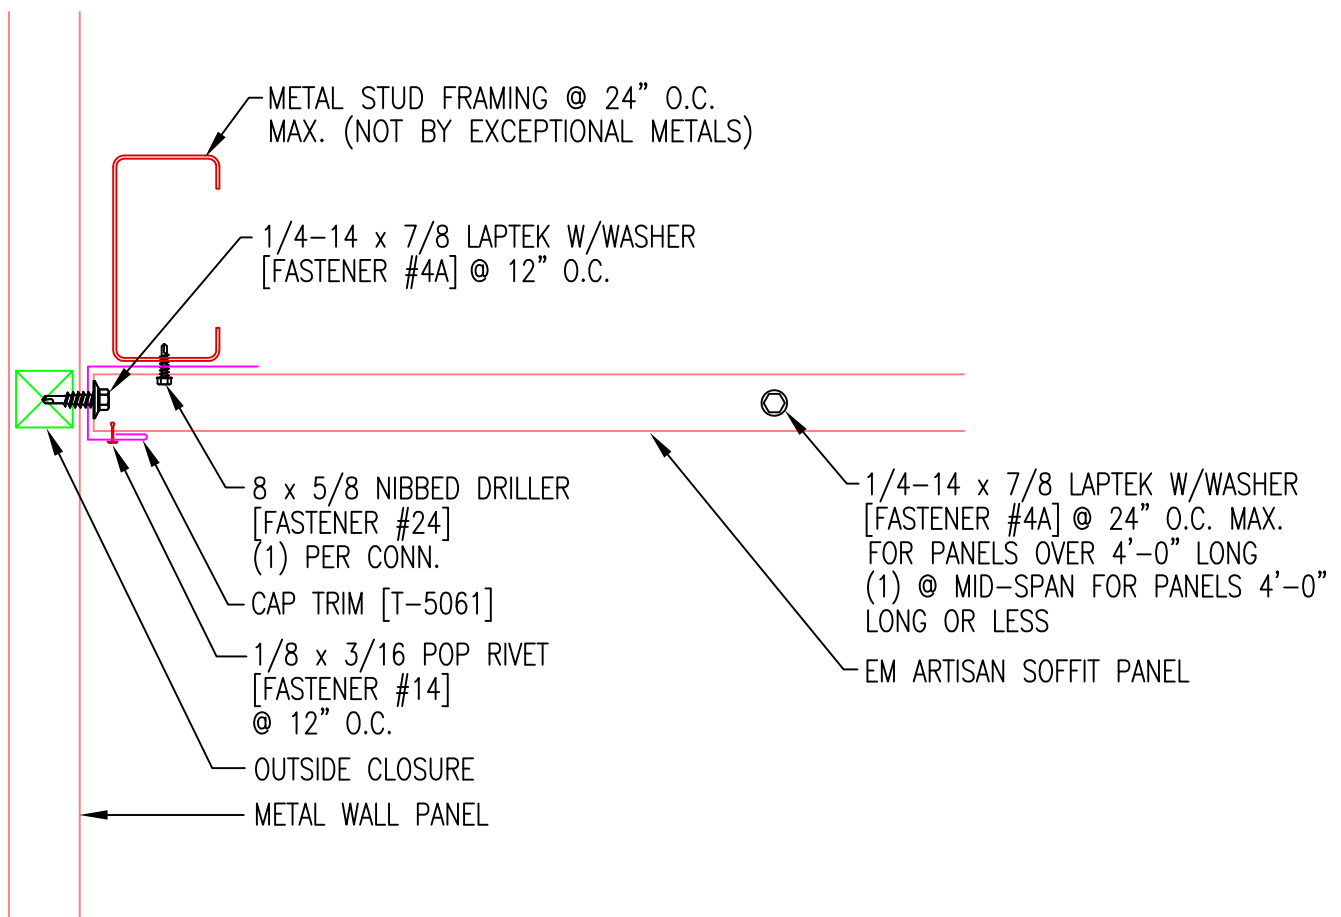 METAL STUD FRAMING @ 24" O.C.
MAX. (NOT BY EXCEPTIONAL METALS)
1/4-14 x 7/8 LAPTEK W/WASHER
[FASTENER #4A] @ 12" O.C.
8 x 5/8 NIBBED DRILLER
[FASTENER #24]
(1) PER CONN.
CAP TRIM [T-5061]
1/8 x 3/16 POP RIVET
[FASTENER #14]
@ 12" O.C.
OUTSIDE CLOSURE
METAL WALL PANEL
1/4-14 x 7/8 LAPTEK W/WASHER
[FASTENER #4A] @ 24" O.C. MAX.
FOR PANELS OVER 4'-0" LONG
(1) @ MID-SPAN FOR PANELS 4'-0"
LONG OR LESS
EM ARTISAN SOFFIT PANEL